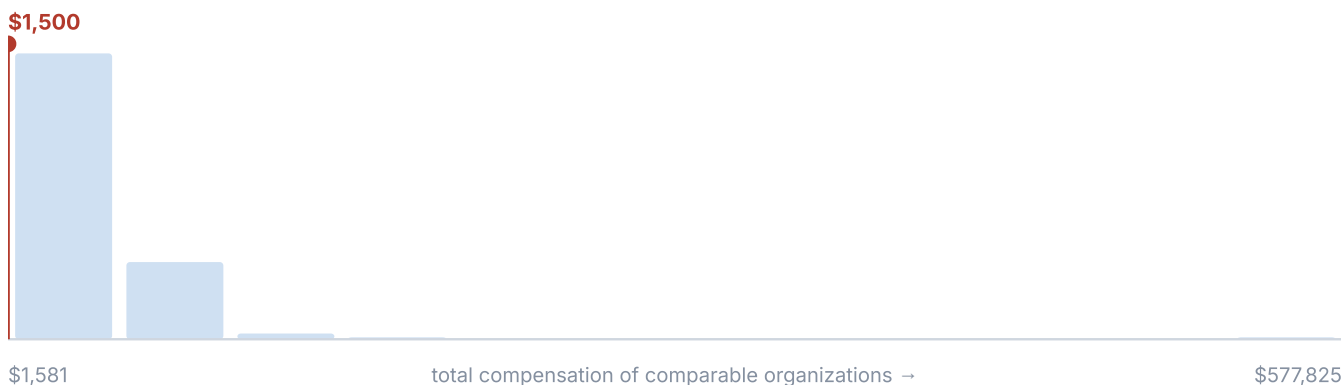 $1,500
$1,581 total compensation of comparable organizations → $577,825